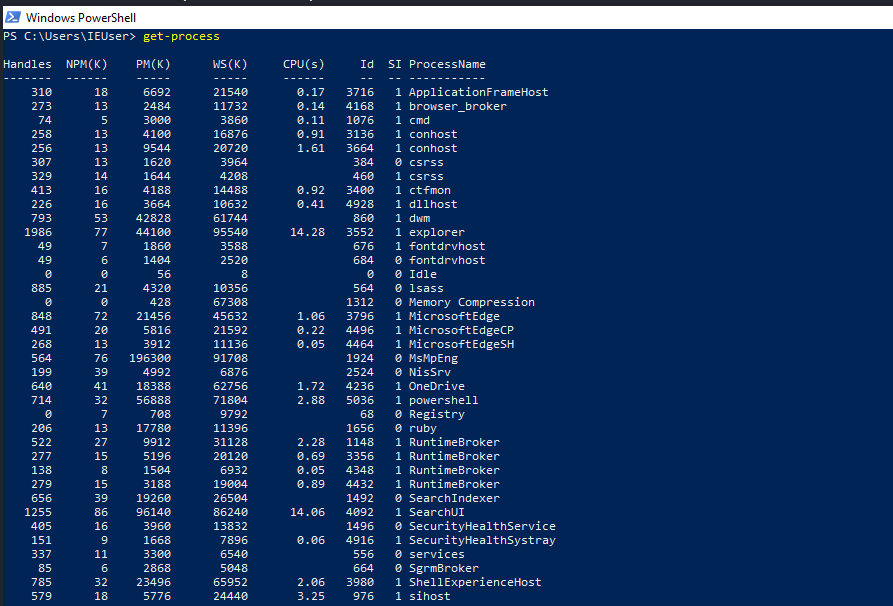 Windows PowerShell
PS C:\Users\IEUser> get-process
Handles  NPM(K)    PM(K)      WS(K)     CPU(s)     Id  SI ProcessName
-------  ------    -----      -----     ------     --  -- -----------
    310      18     6692      21540       0.17   3716   1 ApplicationFrameHost
    273      13     2484      11732       0.14   4168   1 browser_broker
     74       5     3000       3860       0.11   1076   1 cmd
    258      13     4100      16876       0.91   3136   1 conhost
    256      13     9544      20720       1.61   3664   1 conhost
    307      13     1620       3964                384   0 csrss
    329      14     1644       4208                460   1 csrss
    413      16     4188      14488       0.92   3400   1 ctfmon
    226      16     3664      10632       0.41   4928   1 dllhost
    793      53    42828      61744                860   1 dwm
   1986      77    44100      95540      14.28   3552   1 explorer
     49       7     1860       3588                676   1 fontdrvhost
     49       6     1404       2520                684   0 fontdrvhost
      0       0       56          8                  0   0 Idle
    885      21     4320      10356                564   0 lsass
      0       0      428      67308               1312   0 Memory Compression
    848      72    21456      45632       1.06   3796   1 MicrosoftEdge
    491      20     5816      21592       0.22   4496   1 MicrosoftEdgeCP
    268      13     3912      11136       0.05   4464   1 MicrosoftEdgeSH
    564      76   196300      91708               1924   0 MsMpEng
    199      39     4992       6876               2524   0 NisSrv
    640      41    18388      62756       1.72   4236   1 OneDrive
    714      32    56888      71804       2.88   5036   1 powershell
      0       7      708       9792                 68   0 Registry
    206      13    17780      11396               1656   0 ruby
    522      27     9912      31128       2.28   1148   1 RuntimeBroker
    277      15     5196      20120       0.69   3356   1 RuntimeBroker
    138       8     1504       6932       0.05   4348   1 RuntimeBroker
    279      15     3188      19004       0.89   4432   1 RuntimeBroker
    656      39    19260      26504               1492   0 SearchIndexer
   1255      86    96140      86240      14.06   4092   1 SearchUI
    405      16     3960      13832               1496   0 SecurityHealthService
    151       9     1668       7896       0.06   4916   1 SecurityHealthSystray
    337      11     3300       6540                556   0 services
     85       6     2868       5048                664   0 SgrmBroker
    785      32    23496      65952       2.06   3980   1 ShellExperienceHost
    579      18     5776      24440       3.25    976   1 sihost